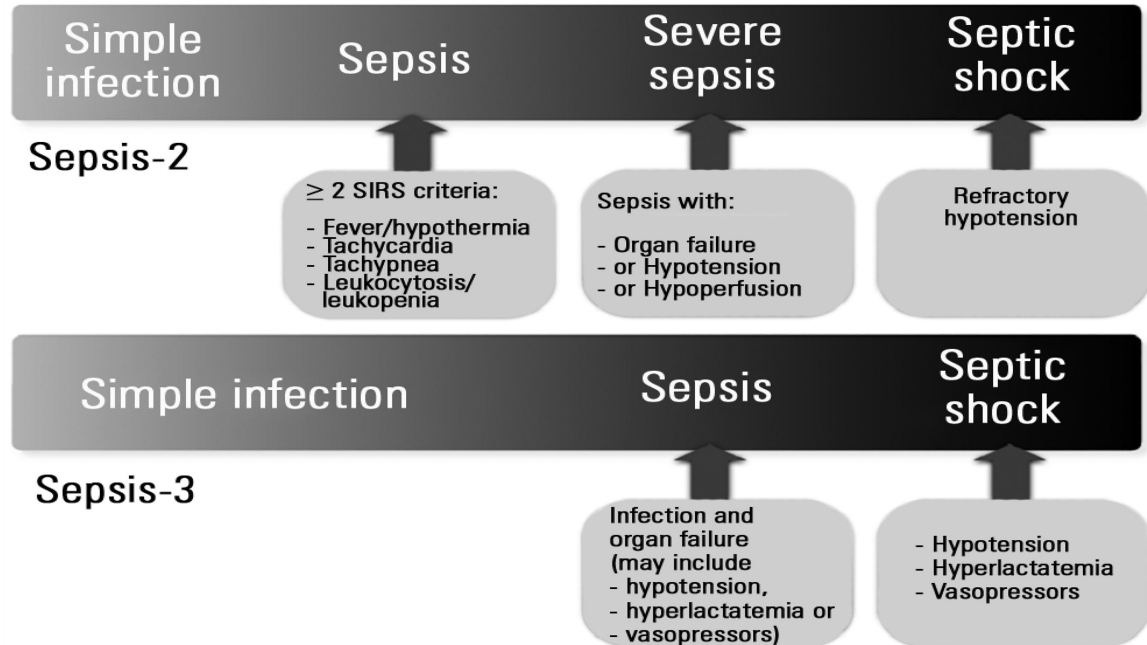 Simple
infection
Sepsis
Severe
sepsis
Septic
shock
Sepsis-2
≥ 2 SIRS criteria:
- Fever/hypothermia
- Tachycardia
- Tachypnea
- Leukocytosis/
leukopenia
Sepsis with:
- Organ failure
- or Hypotension
- or Hypoperfusion
Refractory
hypotension
Simple infection
Sepsis
Septic
shock
Sepsis-3
Infection and
organ failure
(may include
- hypotension,
- hyperlactatemia or
- vasopressors)
- Hypotension
- Hyperlactatemia
- Vasopressors